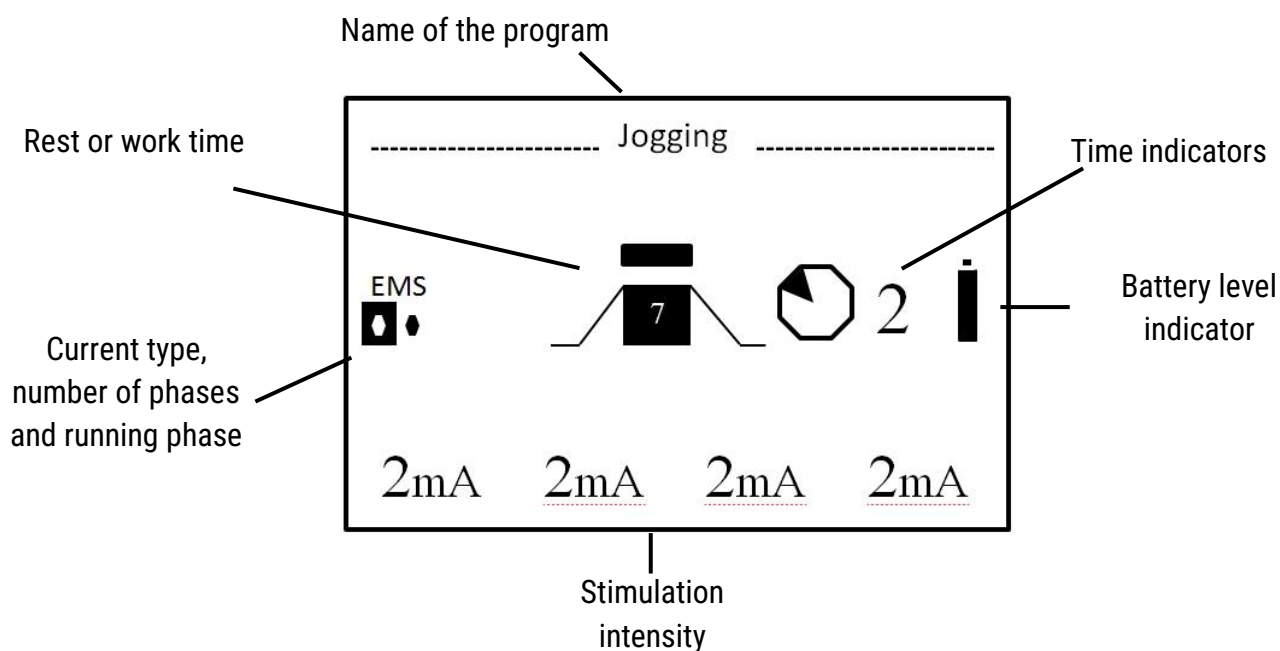 Name of the program
Jogging
Rest or work time
Time indicators
EMS
7
2
Battery level
indicator
Current type,
number of phases
and running phase
2mA 2mA 2mA 2mA
Stimulation
intensity